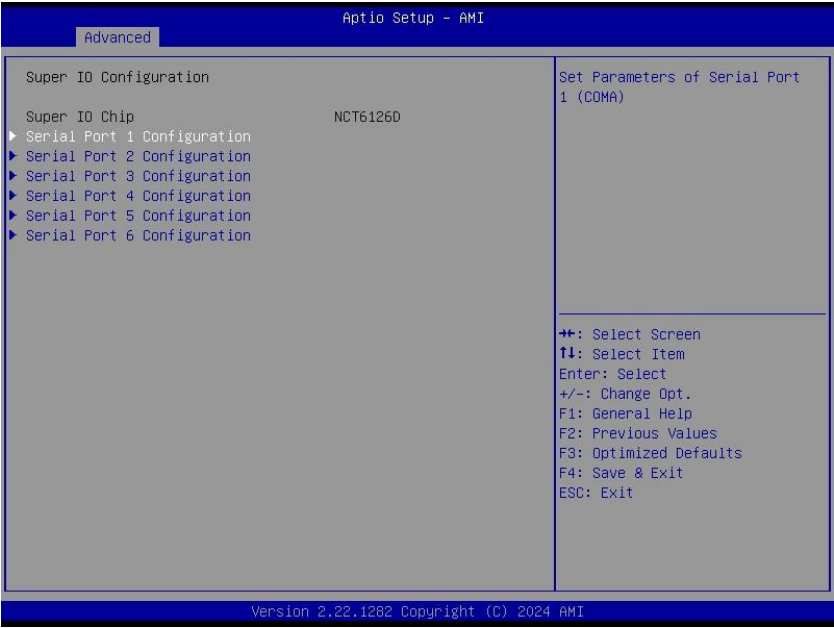 Aptio Setup - AMI
Advanced
Super IO Configuration
Super IO Chip NCT6126D
Serial Port 1 Configuration
Serial Port 2 Configuration
Serial Port 3 Configuration
Serial Port 4 Configuration
Serial Port 5 Configuration
Serial Port 6 Configuration
Set Parameters of Serial Port
1 (COMA)
→←: Select Screen
↑↓: Select Item
Enter: Select
+/-: Change Opt.
F1: General Help
F2: Previous Values
F3: Optimized Defaults
F4: Save & Exit
ESC: Exit
Version 2.22.1282 Copyright (C) 2024 AMI